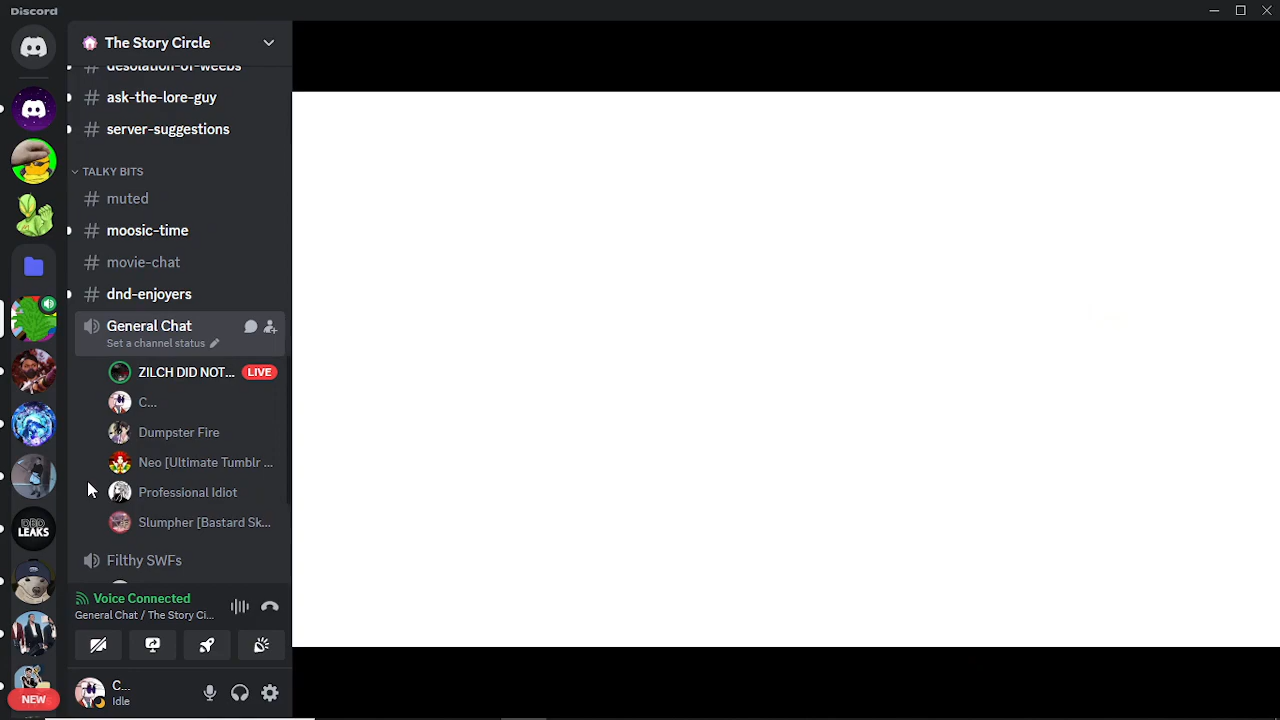 Discord
The Story Circle
desolation-of-weebs
ask-the-lore-guy
server-suggestions
TALKY BITS
muted
moosic-time
movie-chat
dnd-enjoyers
General Chat
Set a channel status
ZILCH DID NOT... LIVE
C...
Dumpster Fire
Neo [Ultimate Tumblr ...
Professional Idiot
Slumpher [Bastard Sk...
Filthy SWFs
Voice Connected
General Chat / The Story Ci...
C...
Idle
DBD
LEAKS
NEW